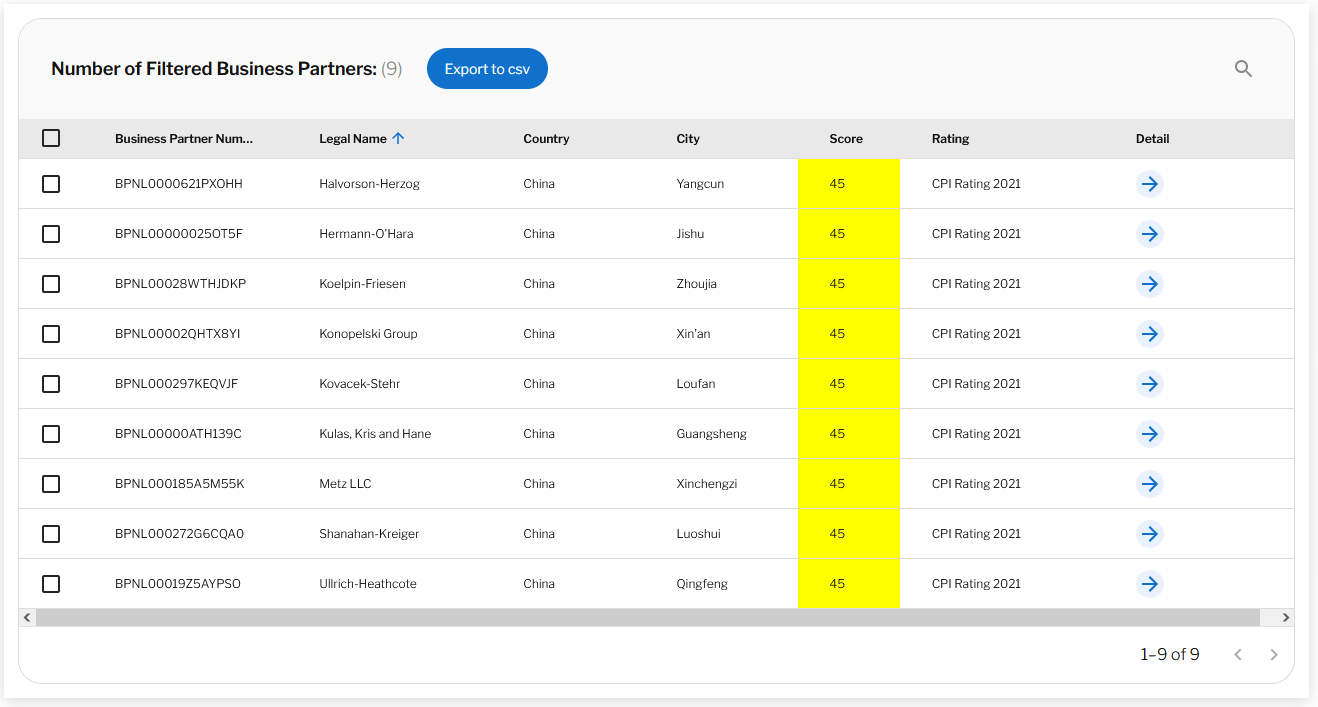 Number of Filtered Business Partners: (9) Export to csv
Business Partner Num... Legal Name Country City Score Rating Detail
BPNL0000621PXOHH Halvorson-Herzog China Yangcun 45 CPI Rating 2021
BPNL00000025OT5F Hermann-O'Hara China Jishu 45 CPI Rating 2021
BPNL00028WTHJDKP Koelpin-Friesen China Zhoujia 45 CPI Rating 2021
BPNL00002QHTX8YI Konopelski Group China Xin'an 45 CPI Rating 2021
BPNL000297KEQVJF Kovacek-Stehr China Loufan 45 CPI Rating 2021
BPNL00000ATH139C Kulas, Kris and Hane China Guangsheng 45 CPI Rating 2021
BPNL000185A5M55K Metz LLC China Xinchengzi 45 CPI Rating 2021
BPNL000272G6CQA0 Shanahan-Kreiger China Luoshui 45 CPI Rating 2021
BPNL00019Z5AYPSO Ullrich-Heathcote China Qingfeng 45 CPI Rating 2021
1–9 of 9